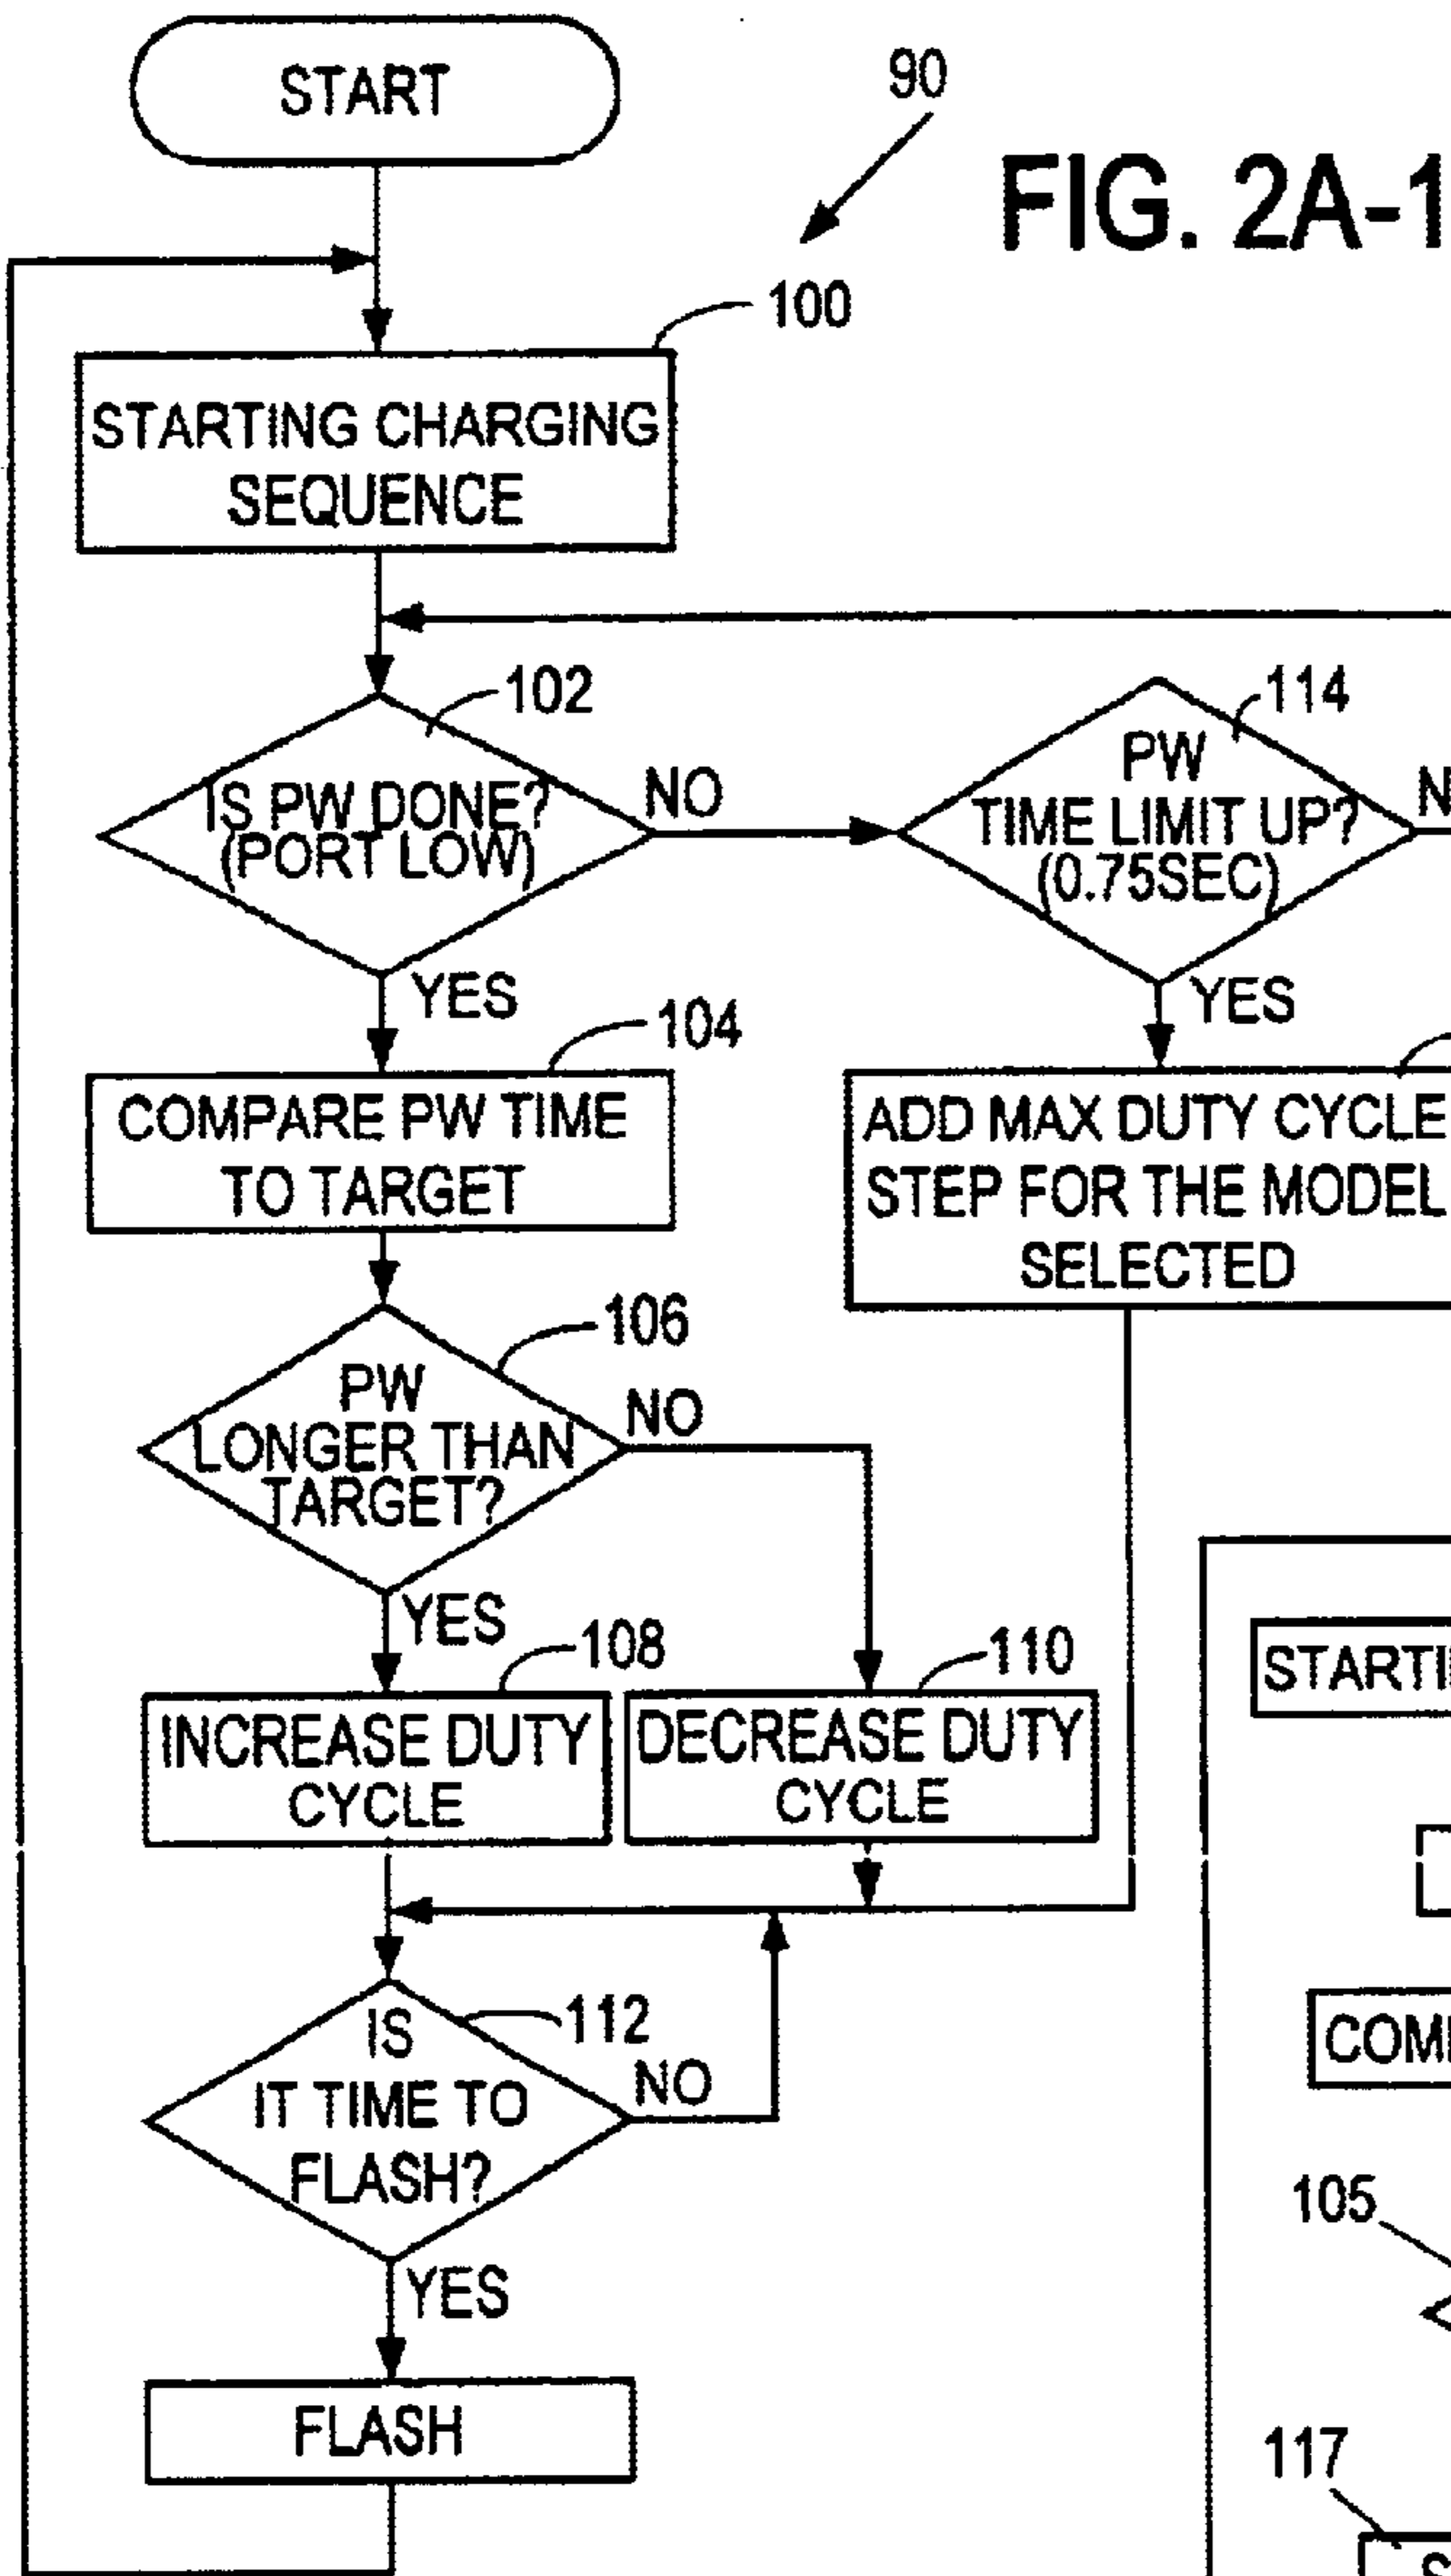 START
90
FIG. 2A-1
100
STARTING CHARGING
SEQUENCE
102
IS PW DONE?
(PORT LOW)
NO
114
PW
TIME LIMIT UP?
(0.75SEC)
YES
YES
104
COMPARE PW TIME
TO TARGET
ADD MAX DUTY CYCLE
STEP FOR THE MODEL
SELECTED
106
PW
LONGER THAN
TARGET?
NO
YES
108
INCREASE DUTY
CYCLE
110
DECREASE DUTY
CYCLE
112
IS
IT TIME TO
FLASH?
NO
YES
FLASH
105
117